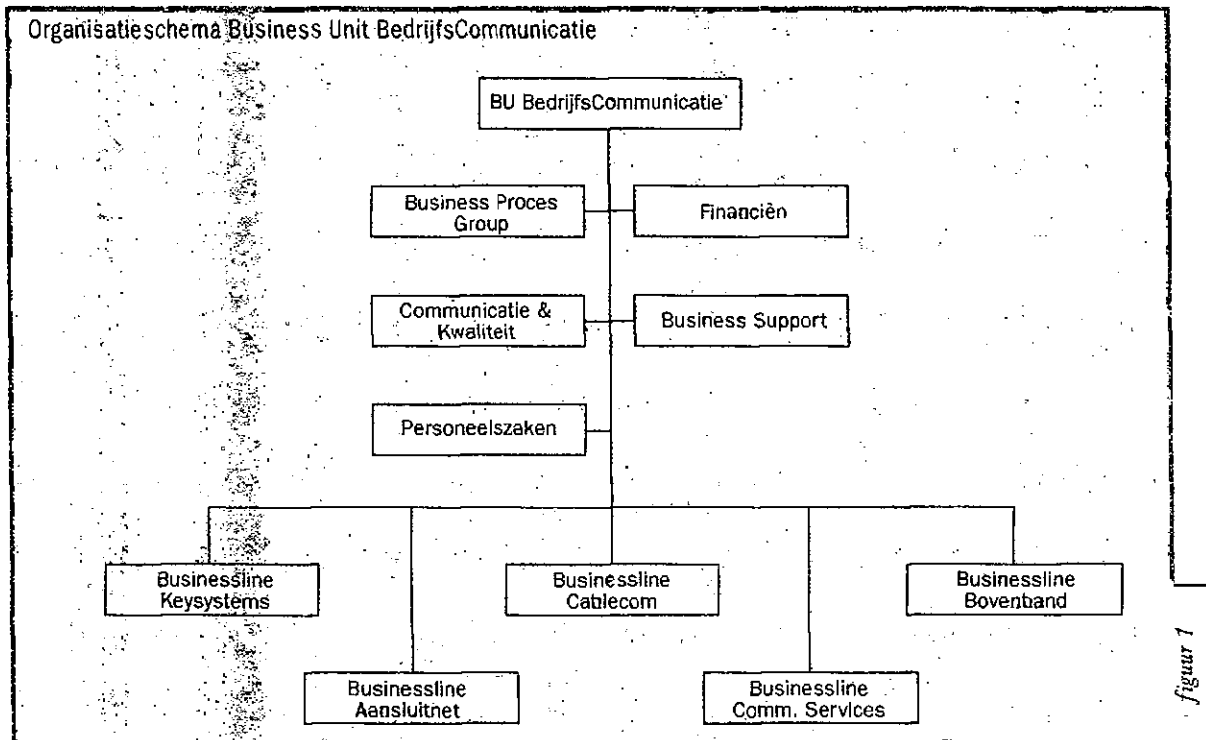 Organisatieschema Business Unit BedrijfsCommunicatie
BU BedrijfsCommunicatie
Business Proces
Group
Financiën
Communicatie &
Kwaliteit
Business Support
Personeelszaken
Businessline
Keysystems
Businessline
Cablecom
Businessline
Bovenband
Businessline
Aansluitnet
Businessline
Comm. Services
figuur 1